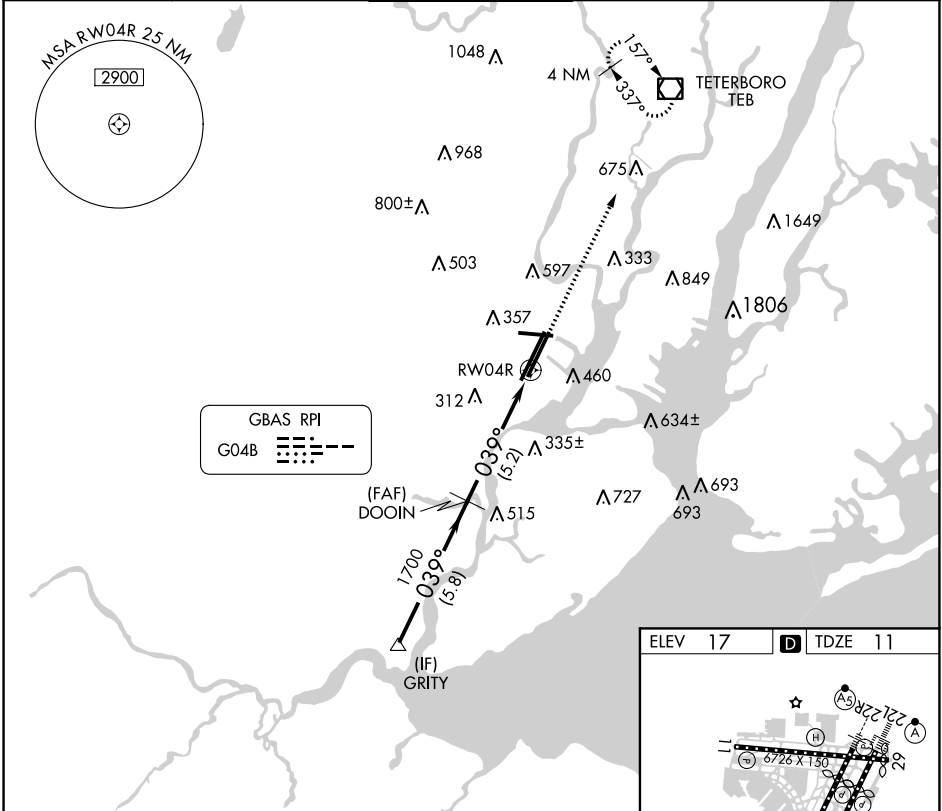 MSA RW04R 25 NM
2900
1048
4 NM
157°
337°
TETERBORO
TEB
968
675
800±
1649
503
597
333
849
1806
357
RW04R
460
312
634±
GBAS RPI
G04B
039°
(5.2)
335±
(FAF)
DOOIN
515
727
693
693
1700
039°
(5.8)
(IF)
GRITY
ELEV 17
D
TDZE 11
A5
22R
22L
A
H
11
P
6726 X 150
29
P
P
P